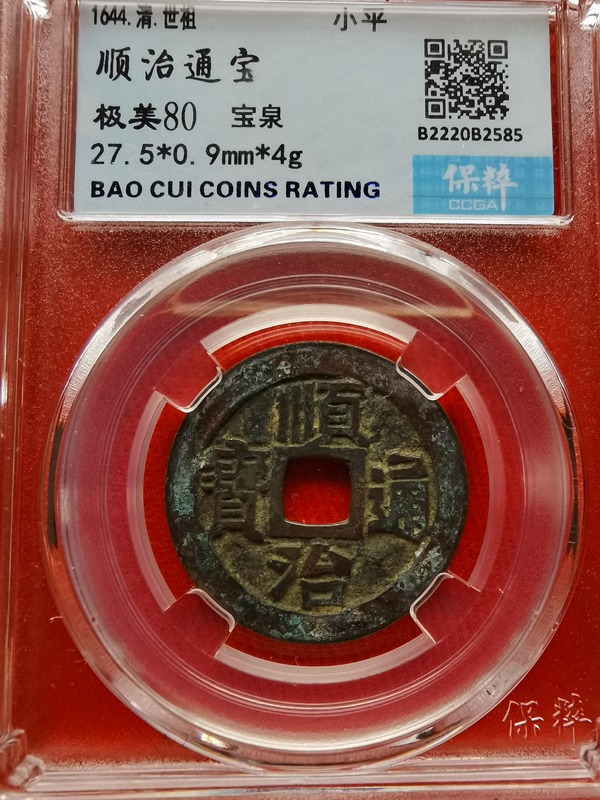 1644.清.世祖 小平
顺治通宝
极美80 宝泉
B2220B2585
27.5*0.9mm*4g
保粹
CCGA
BAO CUI COINS RATING
順治通寶
保粹